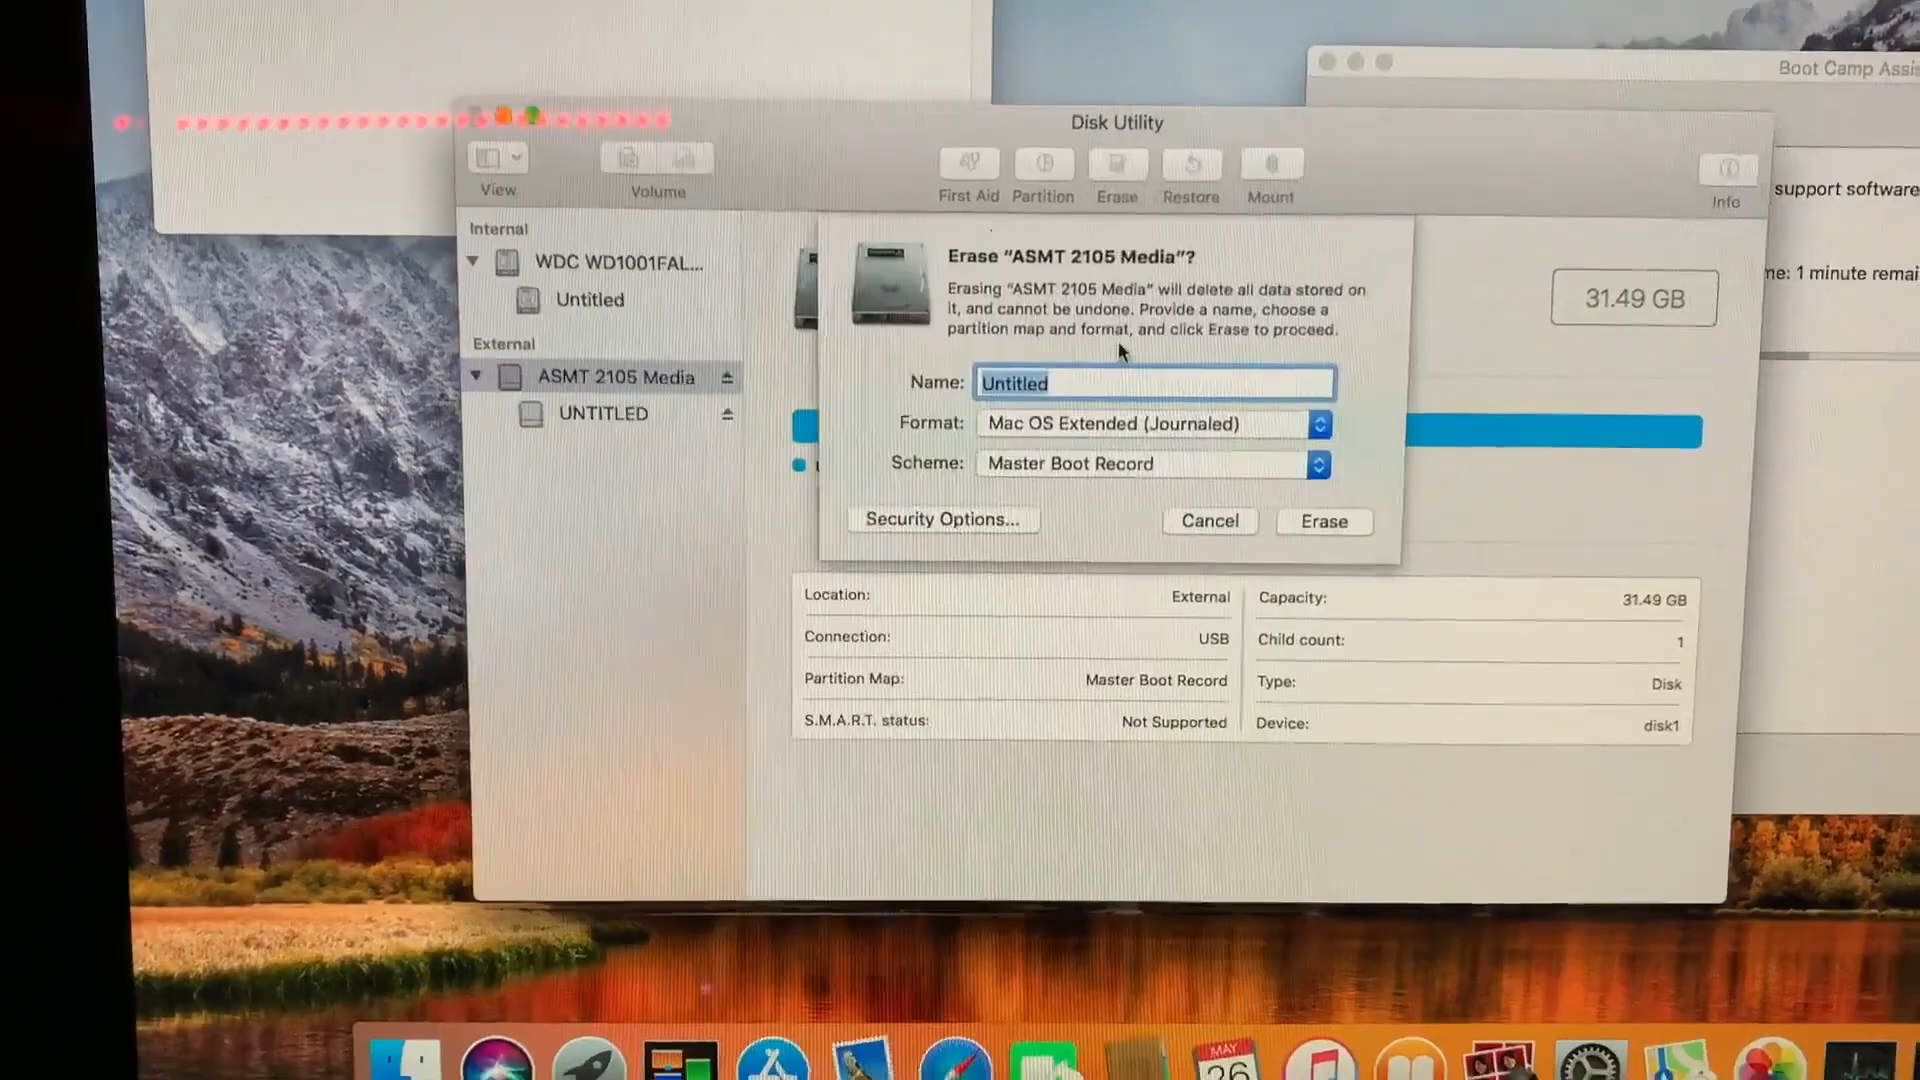 Boot Camp Assis
Disk Utility
View
Volume
First Aid
Partition
Erase
Restore
Mount
Info
support software
me: 1 minute remai
Internal
WDC WD1001FAL...
Untitled
External
ASMT 2105 Media
UNTITLED
Erase “ASMT 2105 Media”?
Erasing “ASMT 2105 Media” will delete all data stored on
it, and cannot be undone. Provide a name, choose a
partition map and format, and click Erase to proceed.
Name: Untitled
Format: Mac OS Extended (Journaled)
Scheme: Master Boot Record
Security Options...
Cancel
Erase
31.49 GB
Location: External
Connection: USB
Partition Map: Master Boot Record
S.M.A.R.T. status: Not Supported
Capacity: 31.49 GB
Child count: 1
Type: Disk
Device: disk1
MAY
26